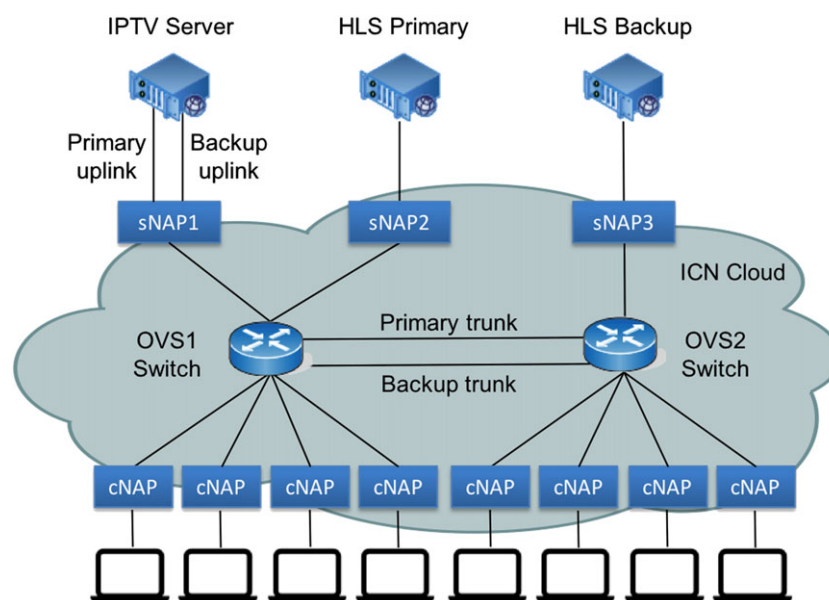 IPTV Server
HLS Primary
HLS Backup
Primary
uplink
Backup
uplink
sNAP1
sNAP2
sNAP3
ICN Cloud
OVS1
Switch
Primary trunk
Backup trunk
OVS2
Switch
cNAP
cNAP
cNAP
cNAP
cNAP
cNAP
cNAP
cNAP